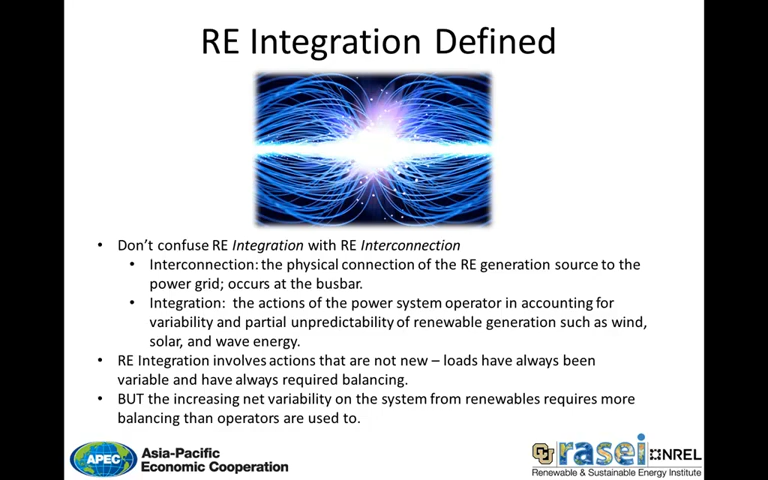 RE Integration Defined
• Don't confuse RE Integration with RE Interconnection
• Interconnection: the physical connection of the RE generation source to the
power grid; occurs at the busbar.
• Integration:  the actions of the power system operator in accounting for
variability and partial unpredictability of renewable generation such as wind,
solar, and wave energy.
• RE Integration involves actions that are not new – loads have always been
variable and have always required balancing.
• BUT the increasing net variability on the system from renewables requires more
balancing than operators are used to.
APEC
Asia-Pacific
Economic Cooperation
CU rasei NREL
Renewable & Sustainable Energy Institute